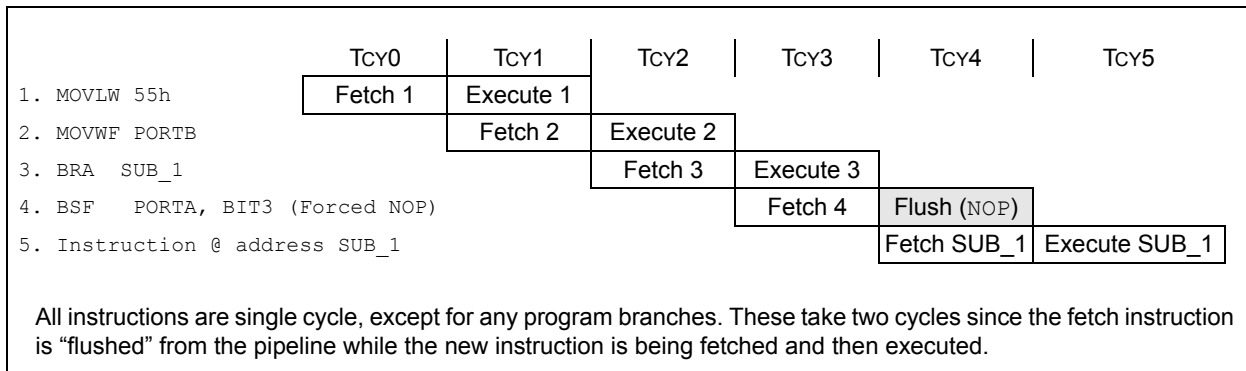 TCY0 TCY1 TCY2 TCY3 TCY4 TCY5
1. MOVLW 55h Fetch 1 Execute 1
2. MOVWF PORTB Fetch 2 Execute 2
3. BRA SUB_1 Fetch 3 Execute 3
4. BSF PORTA, BIT3 (Forced NOP) Fetch 4 Flush (NOP)
5. Instruction @ address SUB_1 Fetch SUB_1 Execute SUB_1
All instructions are single cycle, except for any program branches. These take two cycles since the fetch instruction
is “flushed” from the pipeline while the new instruction is being fetched and then executed.